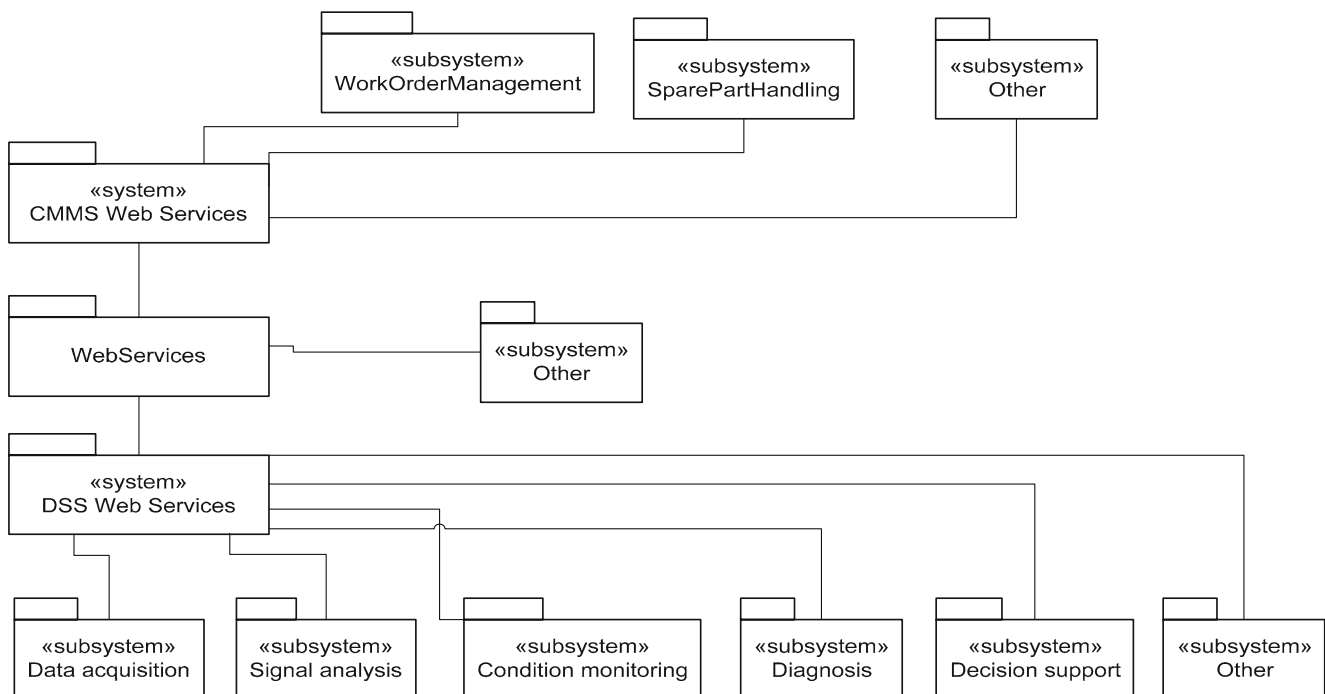 «subsystem»
WorkOrderManagement
«subsystem»
SparePartHandling
«subsystem»
Other
«system»
CMMS Web Services
WebServices
«subsystem»
Other
«system»
DSS Web Services
«subsystem»
Data acquisition
«subsystem»
Signal analysis
«subsystem»
Condition monitoring
«subsystem»
Diagnosis
«subsystem»
Decision support
«subsystem»
Other